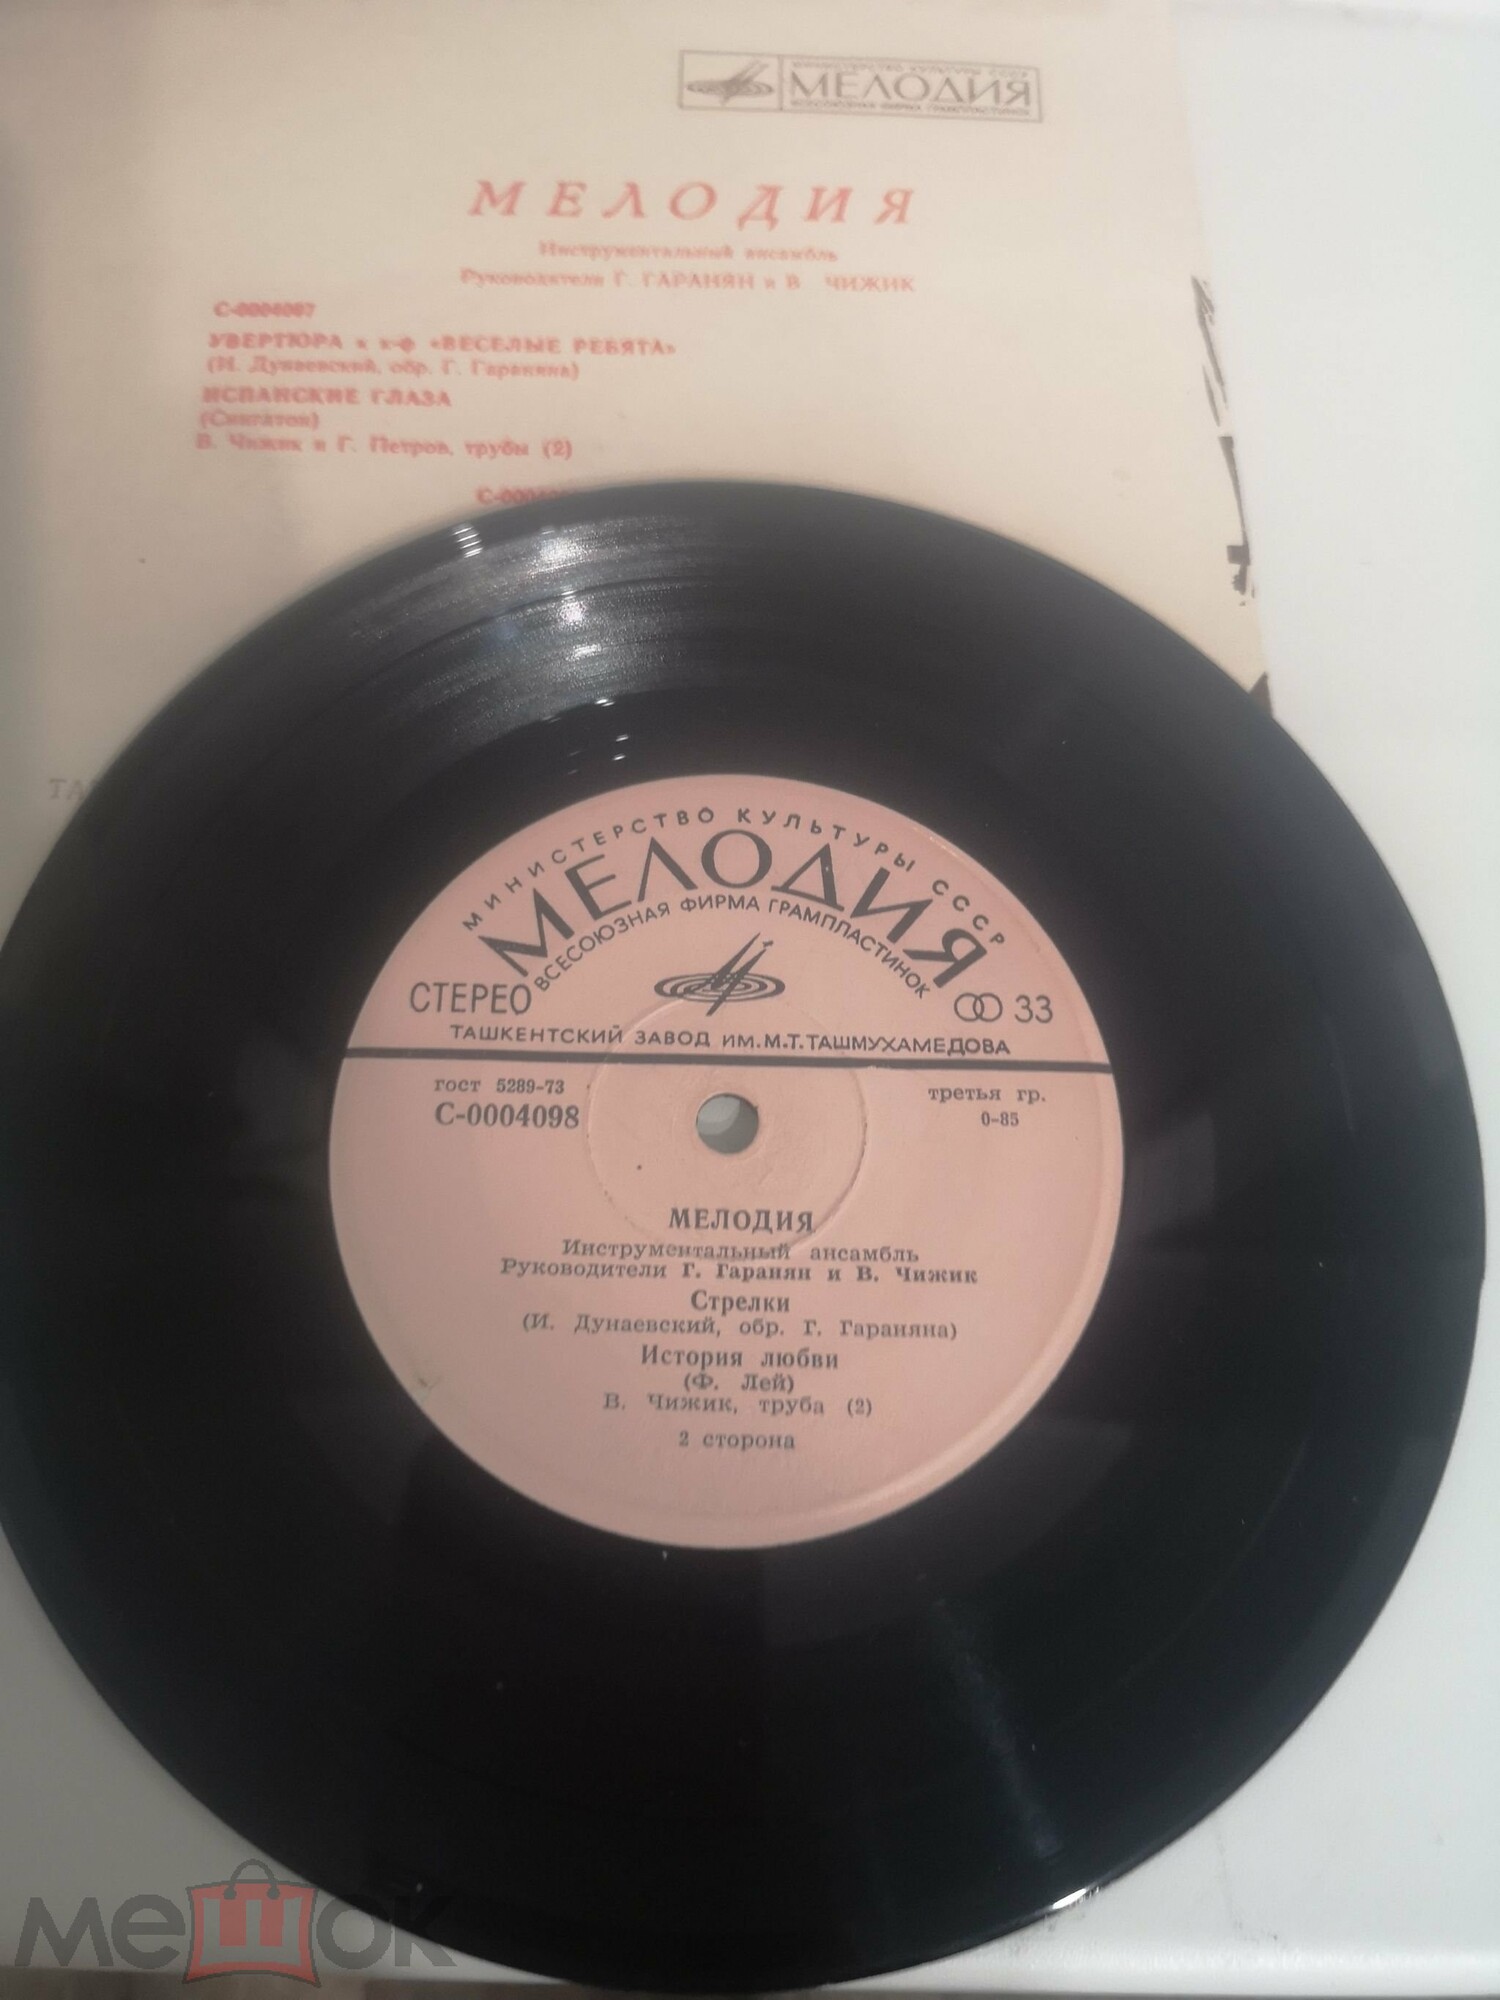 МЕЛОДИЯ
МЕЛОДИЯ
Инструментальный ансамбль
Руководители Г. ГАРАНЯН и В. ЧИЖИК
С-0004097
УВЕРТЮРА к к-ф «ВЕСЕЛЫЕ РЕБЯТА»
(И. Дунаевский, обр. Г. Гараняна)
ИСПАНСКИЕ ГЛАЗА
(Сингатон)
В. Чижик и Г. Петров, трубы (2)
МИНИСТЕРСТВО КУЛЬТУРЫ СССР
МЕЛОДИЯ
ВСЕСОЮЗНАЯ ФИРМА ГРАМПЛАСТИНОК
СТЕРЕО
33
ТАШКЕНТСКИЙ ЗАВОД ИМ. М.Т. ТАШМУХАМЕДОВА
гост 5289-73
третья гр.
С-0004098
0-85
МЕЛОДИЯ
Инструментальный ансамбль
Руководители Г. Гаранян и В. Чижик
Стрелки
(И. Дунаевский, обр. Г. Гараняна)
История любви
(Ф. Лей)
В. Чижик, труба (2)
2 сторона
мешок